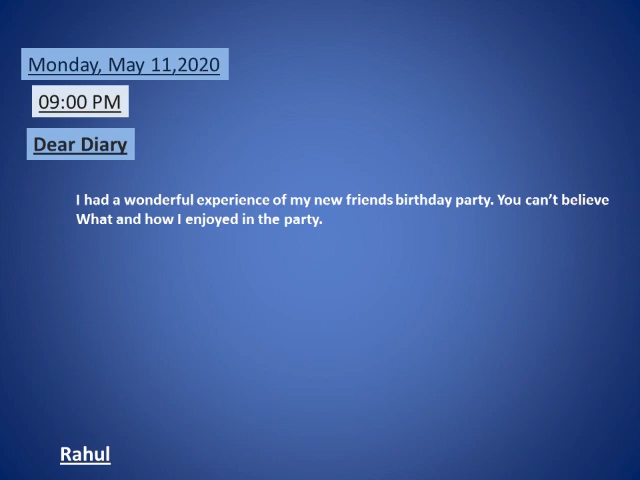 Monday, May 11,2020
09:00 PM
Dear Diary
I had a wonderful experience of my new friends birthday party. You can’t believe
What and how I enjoyed in the party.
Rahul